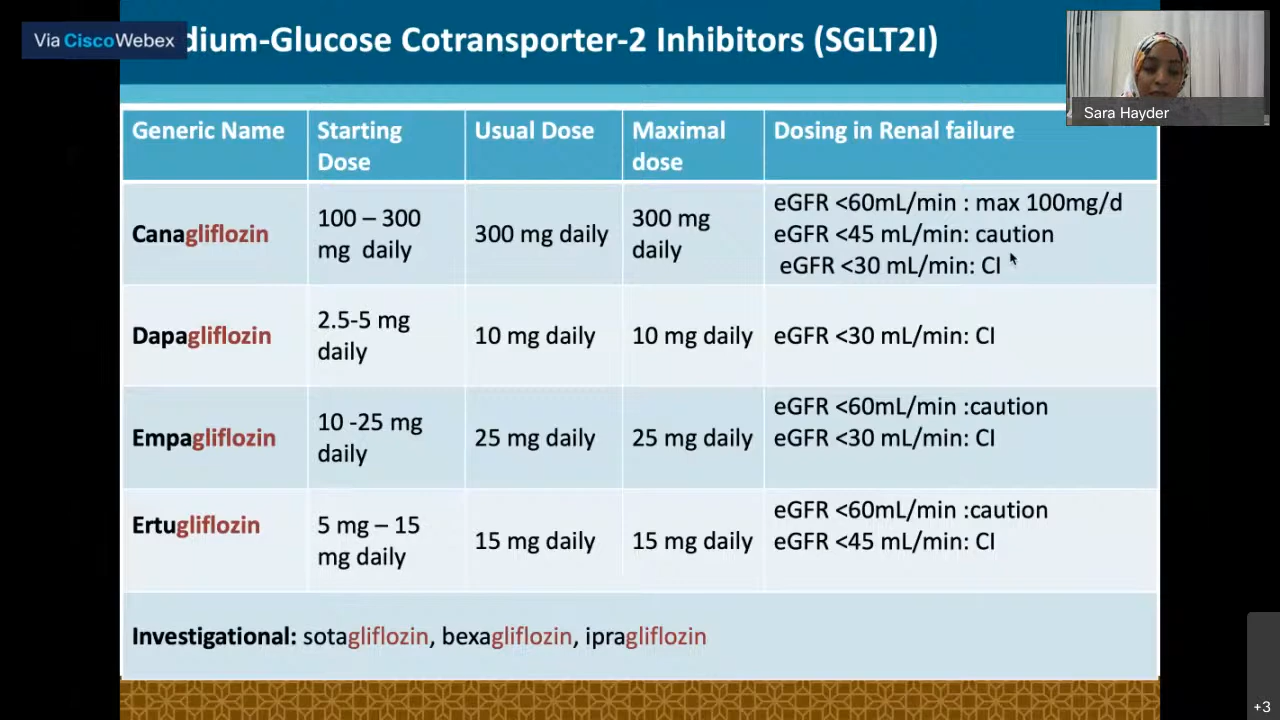 Via Cisco Webex
dium-Glucose Cotransporter-2 Inhibitors (SGLT2I)
Sara Hayder
Generic Name
Starting
Dose
Usual Dose
Maximal
dose
Dosing in Renal failure
Canagliflozin
100 – 300
mg daily
300 mg daily
300 mg
daily
eGFR <60mL/min : max 100mg/d
eGFR <45 mL/min: caution
eGFR <30 mL/min: CI
Dapagliflozin
2.5-5 mg
daily
10 mg daily
10 mg daily
eGFR <30 mL/min: CI
Empagliflozin
10 -25 mg
daily
25 mg daily
25 mg daily
eGFR <60mL/min :caution
eGFR <30 mL/min: CI
Ertugliflozin
5 mg – 15
mg daily
15 mg daily
15 mg daily
eGFR <60mL/min :caution
eGFR <45 mL/min: CI
Investigational: sotagliflozin, bexagliflozin, ipragliflozin
+3